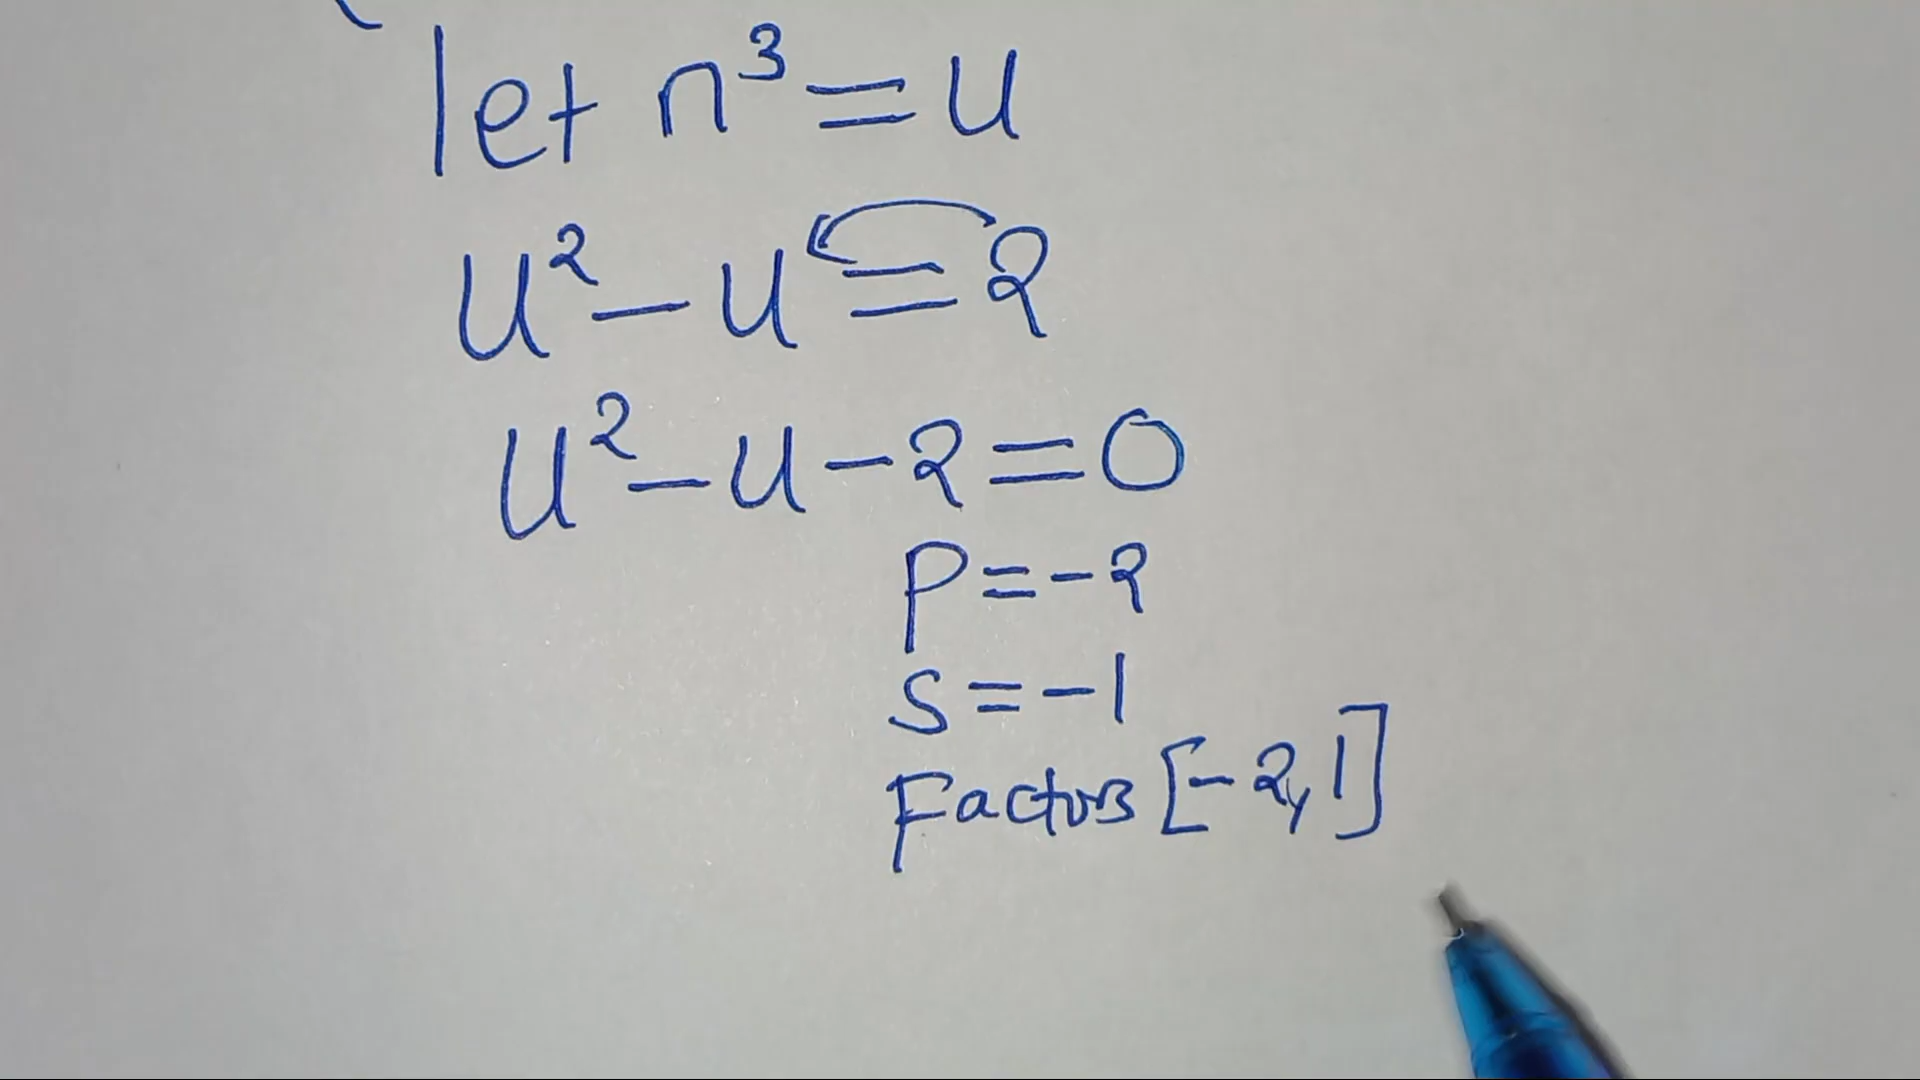 let n³ = u
u² - u = 2
u² - u - 2 = 0
P = -2
S = -1
Factors [-2, 1]